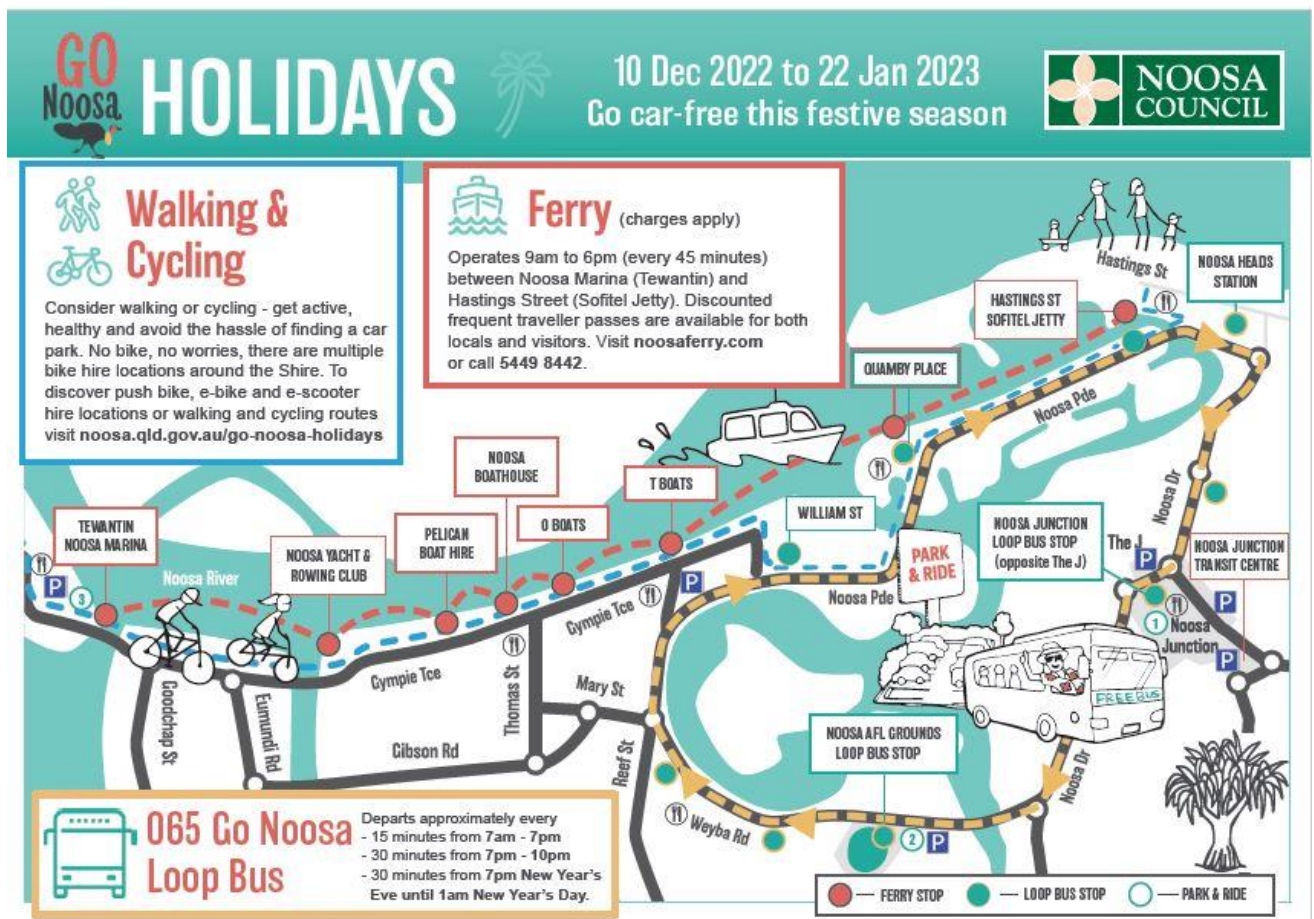 GO
Noosa
HOLIDAYS
10 Dec 2022 to 22 Jan 2023
Go car-free this festive season
NOOSA
COUNCIL
Walking &
Cycling
Consider walking or cycling - get active,
healthy and avoid the hassle of finding a car
park. No bike, no worries, there are multiple
bike hire locations around the Shire. To
discover push bike, e-bike and e-scooter
hire locations or walking and cycling routes
visit noosa.qld.gov.au/go-noosa-holidays
Ferry (charges apply)
Operates 9am to 6pm (every 45 minutes)
between Noosa Marina (Tewantin) and
Hastings Street (Sofitel Jetty). Discounted
frequent traveller passes are available for both
locals and visitors. Visit noosaferry.com
or call 5449 8442.
Hastings St
NOOSA HEADS
STATION
HASTINGS ST
SOFITEL JETTY
QUAMBY PLACE
Noosa Pde
NOOSA
BOATHOUSE
T BOATS
O BOATS
PELICAN
BOAT HIRE
NOOSA YACHT &
ROWING CLUB
TEWANTIN
NOOSA MARINA
P
3
Noosa River
WILLIAM ST
PARK
& RIDE
Noosa Pde
NOOSA JUNCTION
LOOP BUS STOP
(opposite The J)
The J
P
Noosa Dr
NOOSA JUNCTION
TRANSIT CENTRE
P
1
Noosa
Junction
P
P
Gympie Tce
Gympie Tce
Goodchap St
Eumundi Rd
Gibson Rd
Thomas St
Mary St
Reef St
FREE BUS
NOOSA AFL GROUNDS
LOOP BUS STOP
Noosa Dr
Weyba Rd
2
P
065 Go Noosa
Loop Bus
Departs approximately every
- 15 minutes from 7am - 7pm
- 30 minutes from 7pm - 10pm
- 30 minutes from 7pm New Year's
Eve until 1am New Year's Day.
— FERRY STOP
— LOOP BUS STOP
— PARK & RIDE